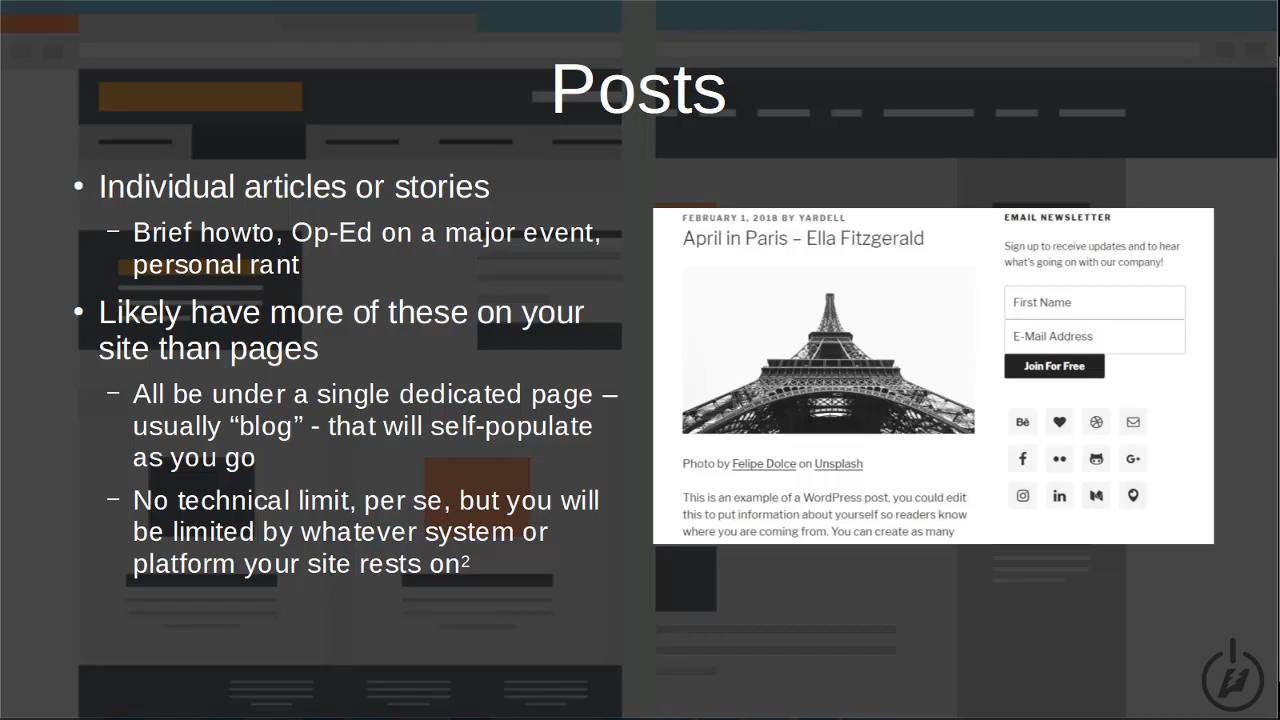 Posts
• Individual articles or stories
– Brief howto, Op-Ed on a major event,
personal rant
• Likely have more of these on your
site than pages
– All be under a single dedicated page –
usually “blog” - that will self-populate
as you go
– No technical limit, per se, but you will
be limited by whatever system or
platform your site rests on²
FEBRUARY 1, 2018 BY YARDELL
April in Paris – Ella Fitzgerald
Photo by Felipe Dolce on Unsplash
This is an example of a WordPress post, you could edit
this to put information about yourself so readers know
where you are coming from. You can create as many
EMAIL NEWSLETTER
Sign up to receive updates and to hear
what's going on with our company!
First Name
E-Mail Address
Join For Free
Bē
G+
in